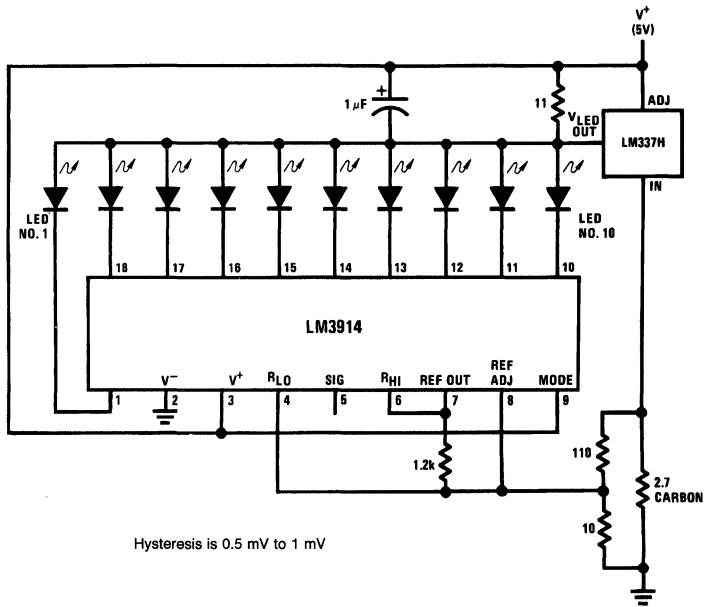 V+
(5V)
1 μF
+
11
VLED
OUT
ADJ
LM337H
IN
LED
NO. 1
LED
NO. 10
18
17
16
15
14
13
12
11
10
LM3914
V−
V+
RLO
SIG
RHI
REF OUT
REF
ADJ
MODE
1
2
3
4
5
6
7
8
9
1.2k
110
2.7
CARBON
10
Hysteresis is 0.5 mV to 1 mV